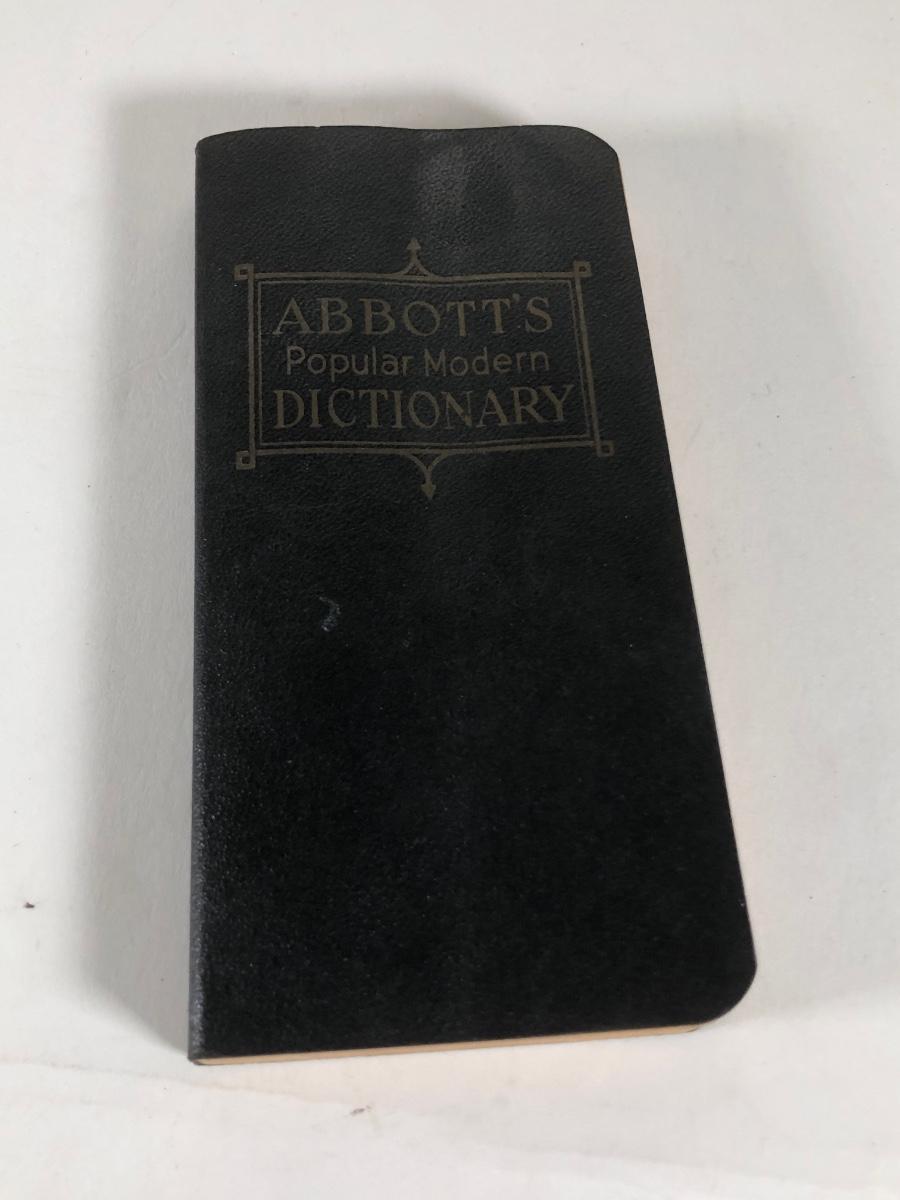 ABBOTT'S
Popular Modern
DICTIONARY